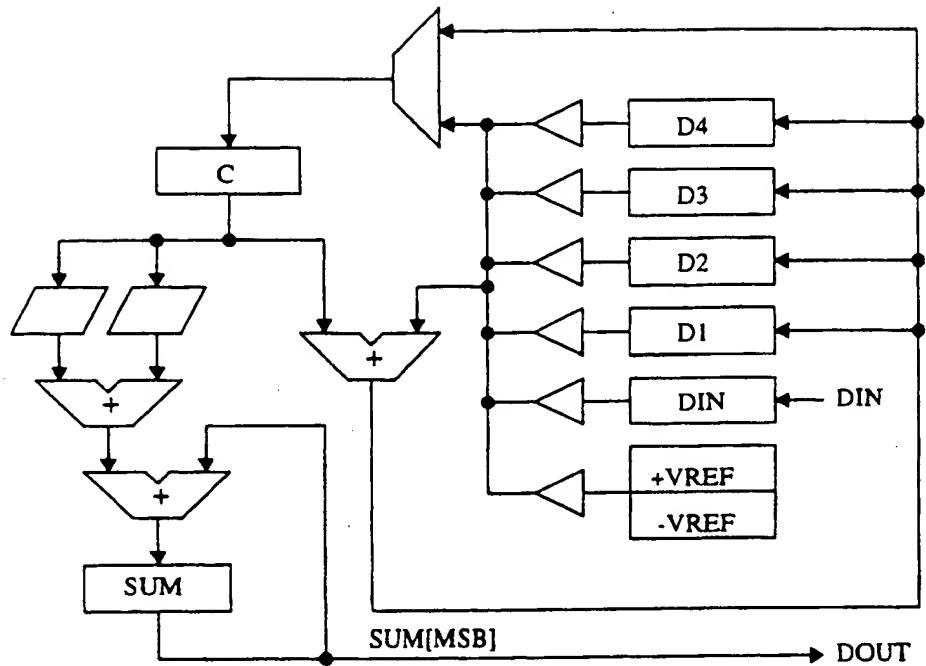 D4
C
D3
D2
+
D1
+
DIN
DIN
+
+VREF
-VREF
SUM
SUM[MSB]
DOUT